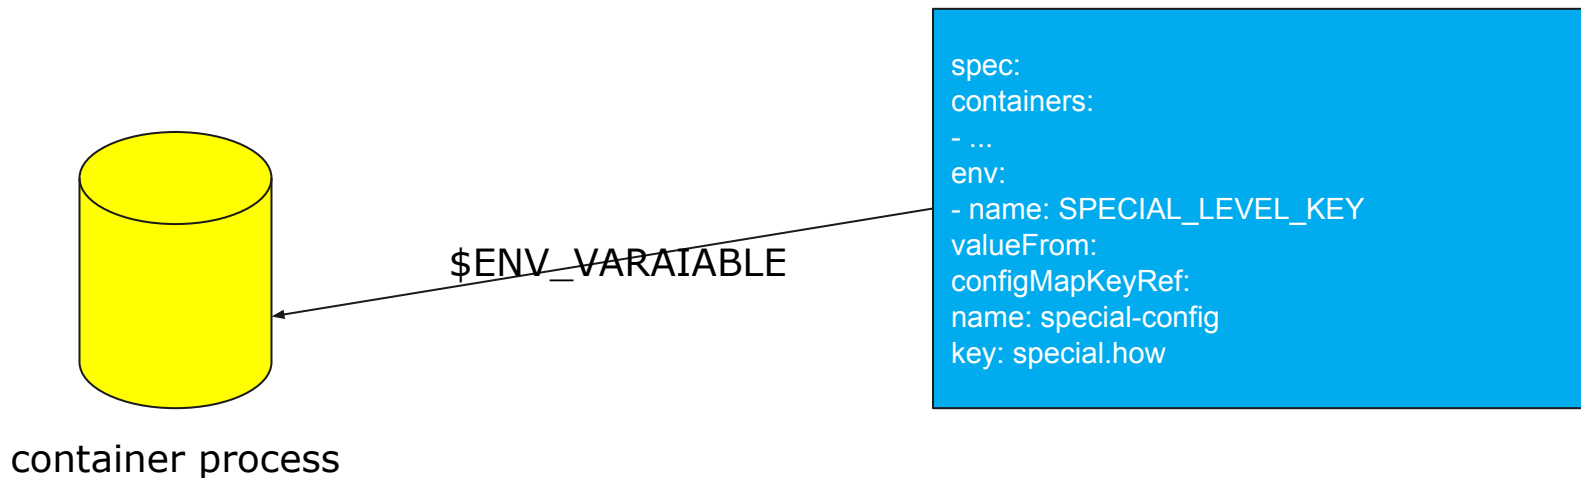 spec:
containers:
- ...
env:
- name: SPECIAL_LEVEL_KEY
valueFrom:
configMapKeyRef:
name: special-config
key: special.how
$ENV_VARAIABLE
container process